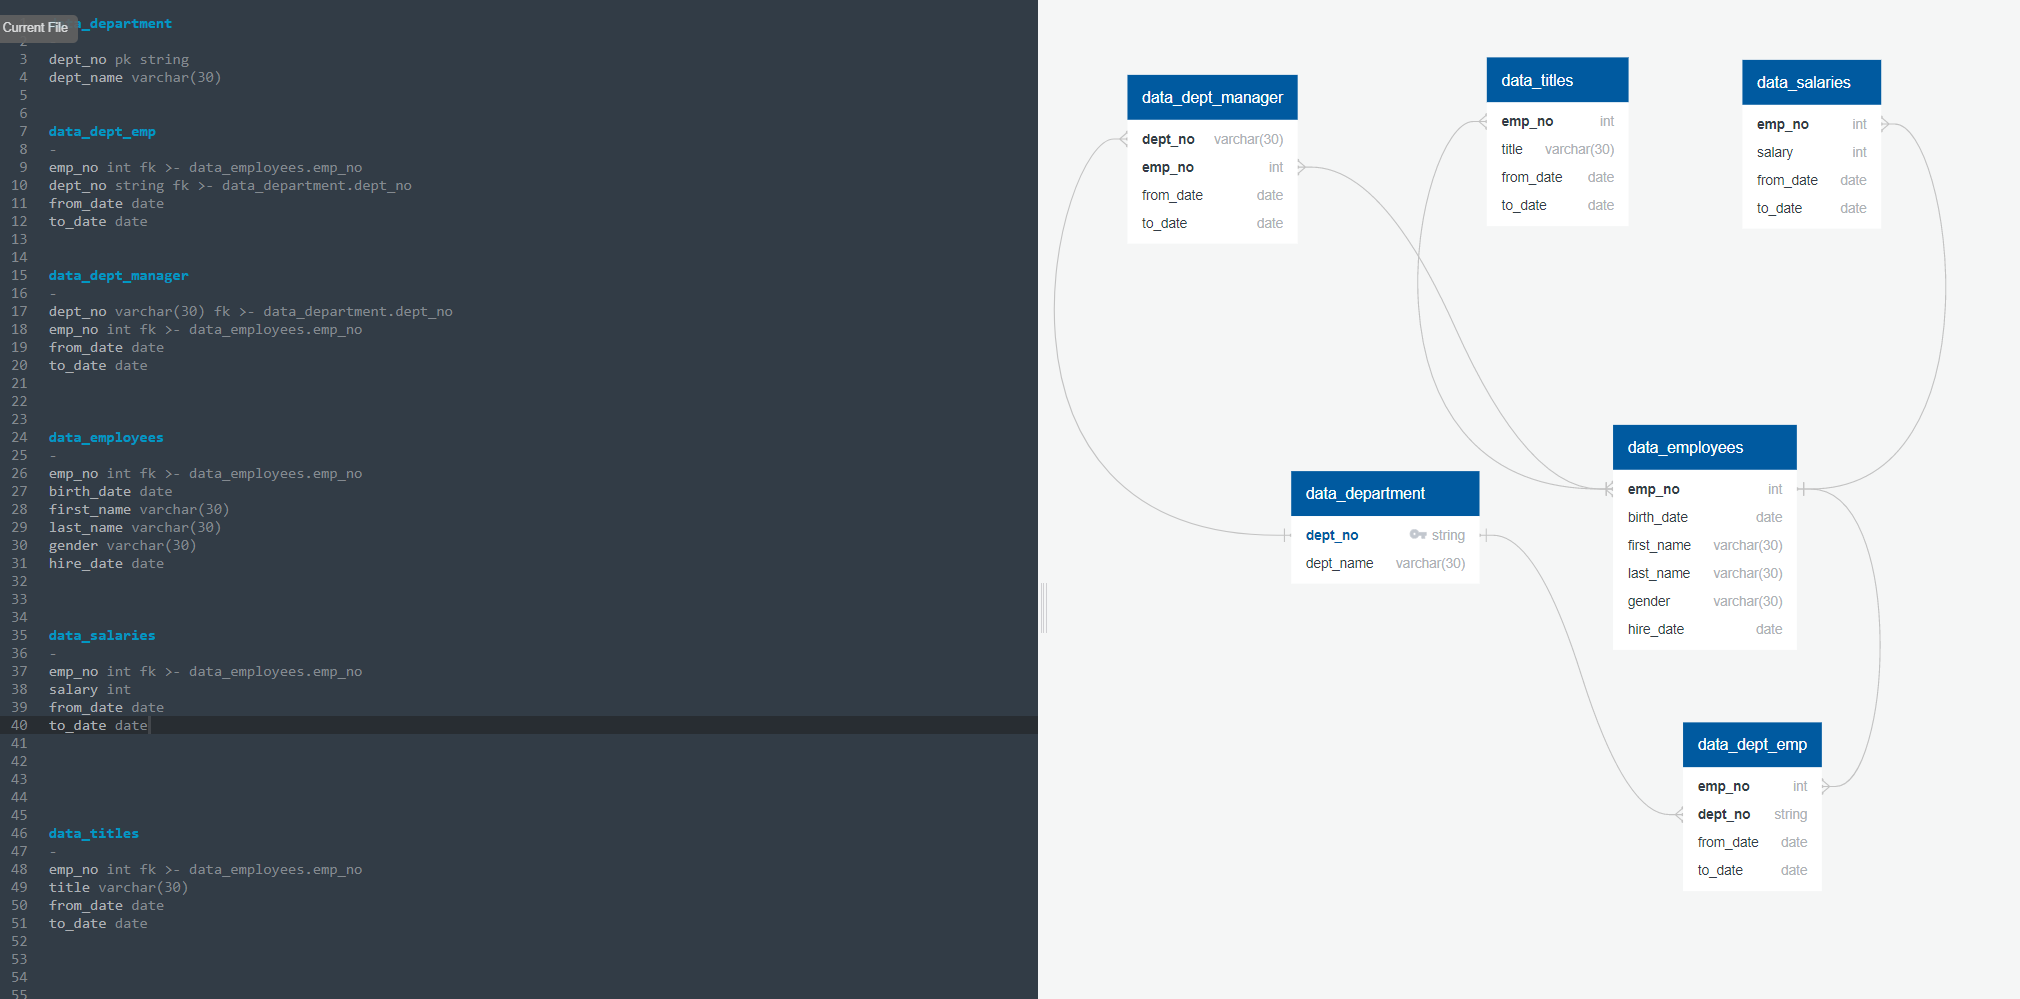 Current File
_department
2
3 dept_no pk string
4 dept_name varchar(30)
5
6
7 data_dept_emp
8 -
9 emp_no int fk >- data_employees.emp_no
10 dept_no string fk >- data_department.dept_no
11 from_date date
12 to_date date
13
14
15 data_dept_manager
16 -
17 dept_no varchar(30) fk >- data_department.dept_no
18 emp_no int fk >- data_employees.emp_no
19 from_date date
20 to_date date
21
22
23
24 data_employees
25 -
26 emp_no int fk >- data_employees.emp_no
27 birth_date date
28 first_name varchar(30)
29 last_name varchar(30)
30 gender varchar(30)
31 hire_date date
32
33
34
35 data_salaries
36 -
37 emp_no int fk >- data_employees.emp_no
38 salary int
39 from_date date
40 to_date date
41
42
43
44
45
46 data_titles
47 -
48 emp_no int fk >- data_employees.emp_no
49 title varchar(30)
50 from_date date
51 to_date date
52
53
54
55
data_dept_manager
dept_no varchar(30)
emp_no int
from_date date
to_date date
data_titles
emp_no int
title varchar(30)
from_date date
to_date date
data_salaries
emp_no int
salary int
from_date date
to_date date
data_department
dept_no string
dept_name varchar(30)
data_employees
emp_no int
birth_date date
first_name varchar(30)
last_name varchar(30)
gender varchar(30)
hire_date date
data_dept_emp
emp_no int
dept_no string
from_date date
to_date date